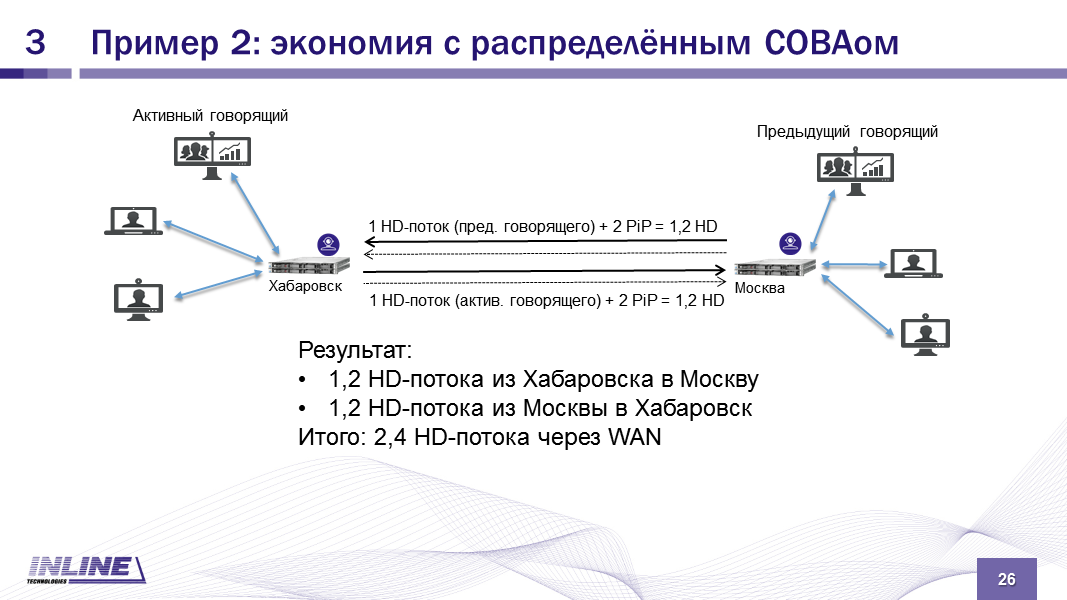 3 Пример 2: экономия с распределённым СОВАом
Активный говорящий
Предыдущий говорящий
1 HD-поток (пред. говорящего) + 2 PiP = 1,2 HD
Хабаровск
Москва
1 HD-поток (актив. говорящего) + 2 PiP = 1,2 HD
Результат:
• 1,2 HD-потока из Хабаровска в Москву
• 1,2 HD-потока из Москвы в Хабаровск
Итого: 2,4 HD-потока через WAN
INLINE
TECHNOLOGIES
26